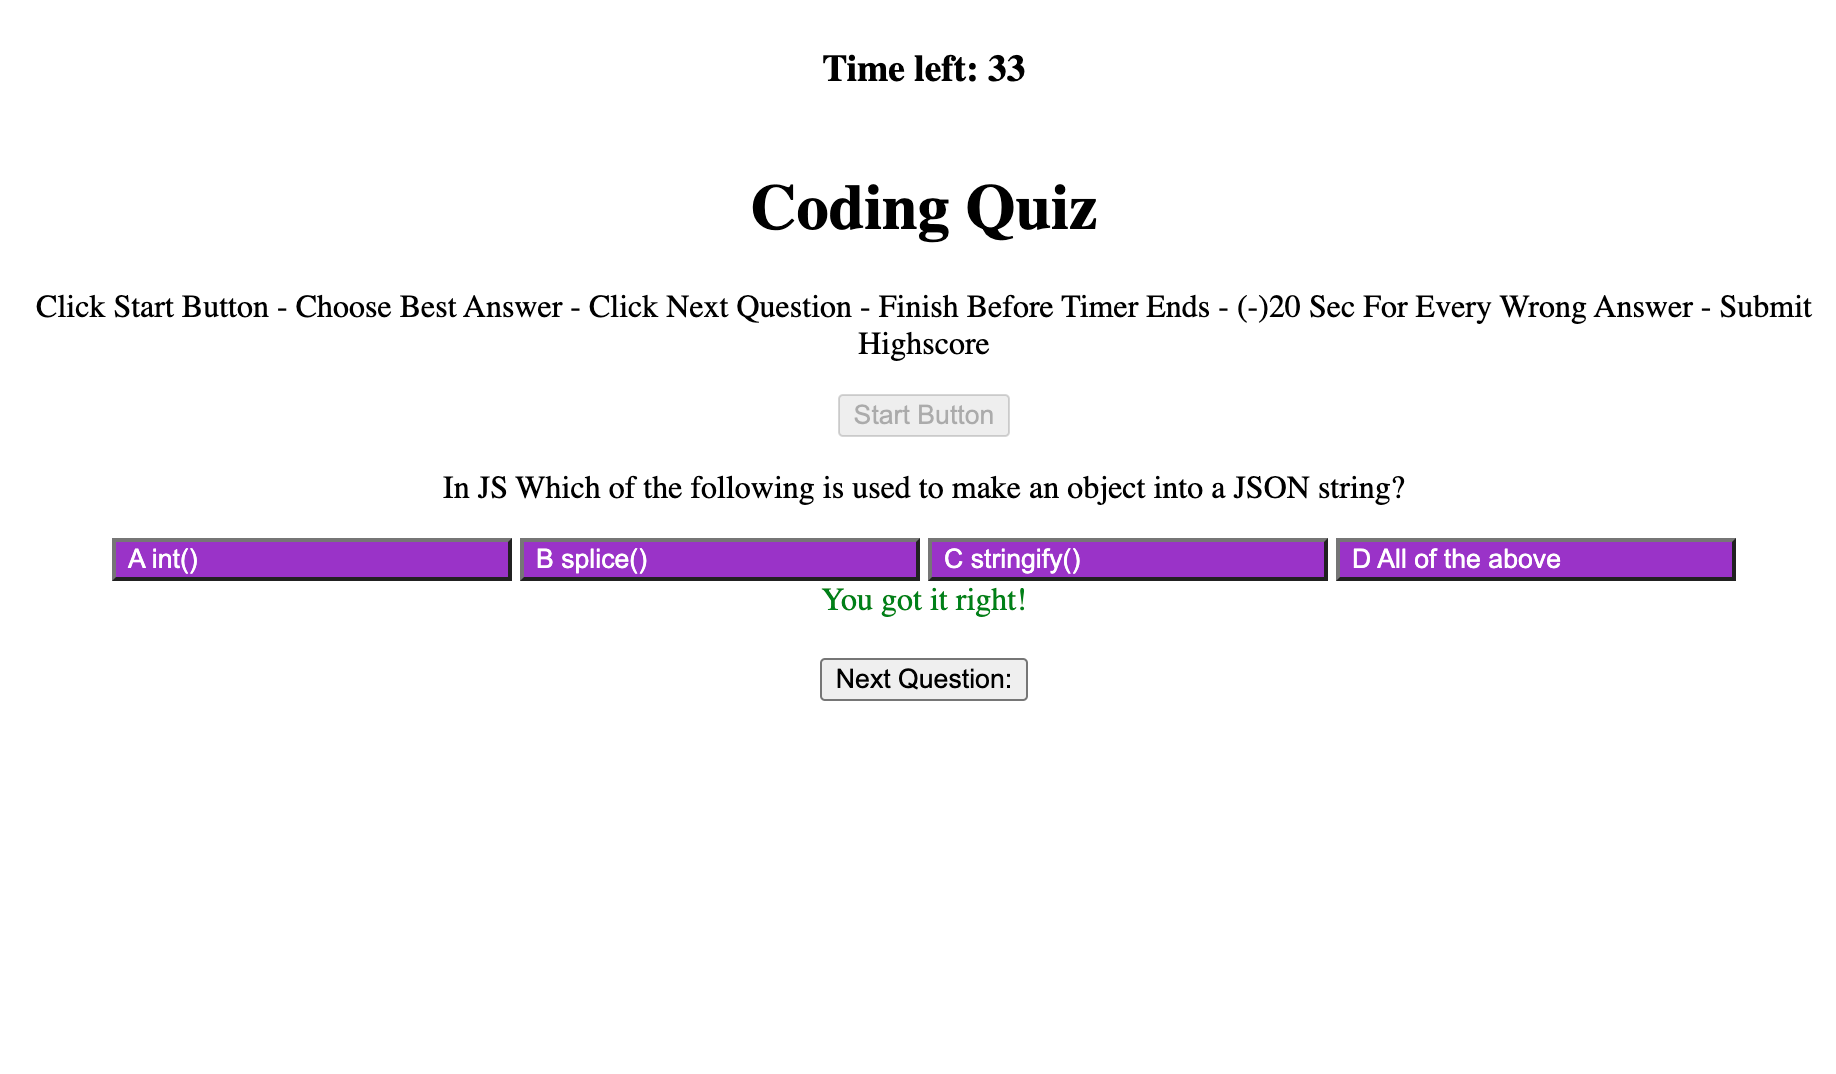 Time left: 33
Coding Quiz
Click Start Button - Choose Best Answer - Click Next Question - Finish Before Timer Ends - (-)20 Sec For Every Wrong Answer - Submit
Highscore
Start Button
In JS Which of the following is used to make an object into a JSON string?
A int() B splice() C stringify() D All of the above
You got it right!
Next Question: